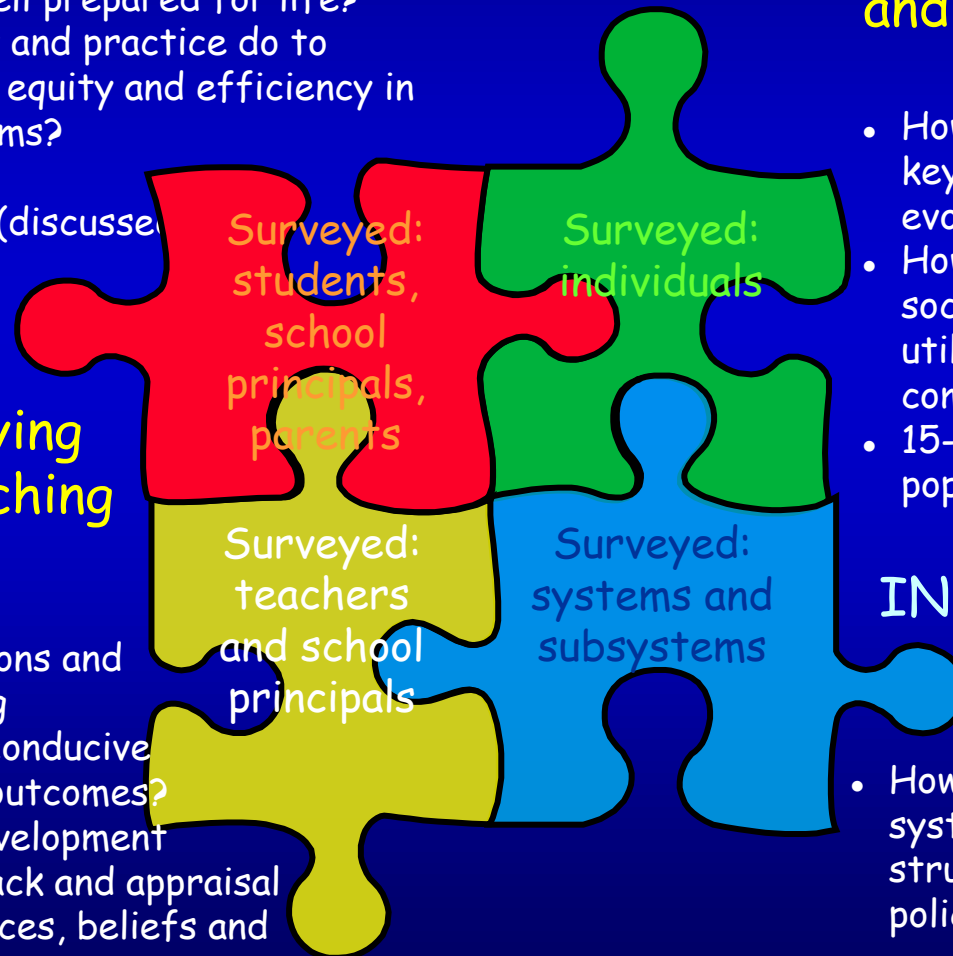 and practice do to
equity and efficiency in
ms?
(discussed
Surveyed:
students,
school
principals,
parents
ving
ching
Surveyed:
teachers
and school
principals
ons and
g
onducive
outcomes?
velopment
ack and appraisal
ces, beliefs and
Surveyed:
individuals
Surveyed:
systems and
subsystems
and
• How
key
evo
• How
soc
util
con
• 15-
pop
IN
• How
syst
stru
polic